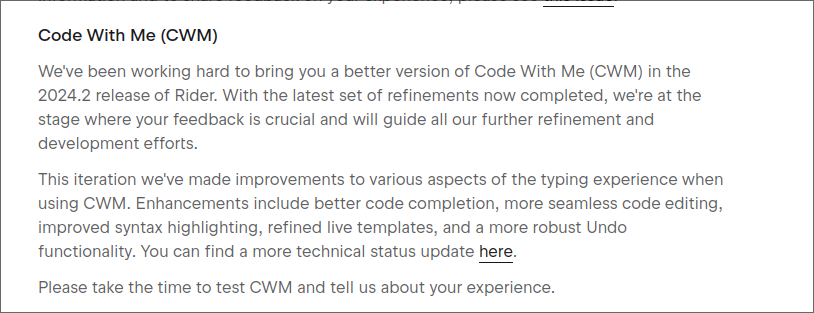 Code With Me (CWM)
We've been working hard to bring you a better version of Code With Me (CWM) in the
2024.2 release of Rider. With the latest set of refinements now completed, we're at the
stage where your feedback is crucial and will guide all our further refinement and
development efforts.
This iteration we've made improvements to various aspects of the typing experience when
using CWM. Enhancements include better code completion, more seamless code editing,
improved syntax highlighting, refined live templates, and a more robust Undo
functionality. You can find a more technical status update here.
Please take the time to test CWM and tell us about your experience.